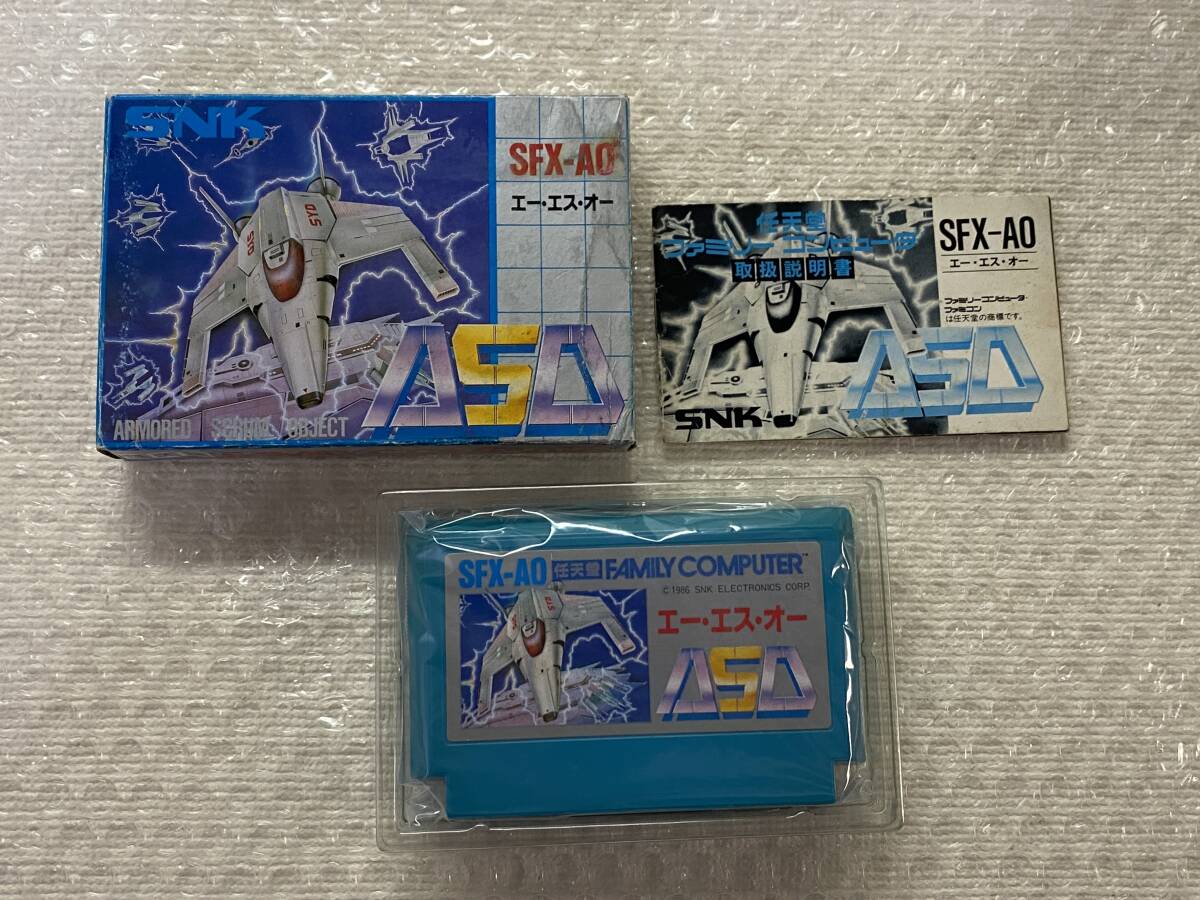 SNK
SFX-AO
エー・エス・オー
SYD
ASO
ARMORED SCRUM OBJECT
任天堂
ファミリーコンピュータ
取扱説明書
SFX-AO
エー・エス・オー
ファミリーコンピュータ・
ファミコン
は任天堂の商標です。
ASO
SNK
SFX-AO 任天堂 FAMILY COMPUTER™
©1986 SNK ELECTRONICS CORP.
エー・エス・オー
SYD
ASO